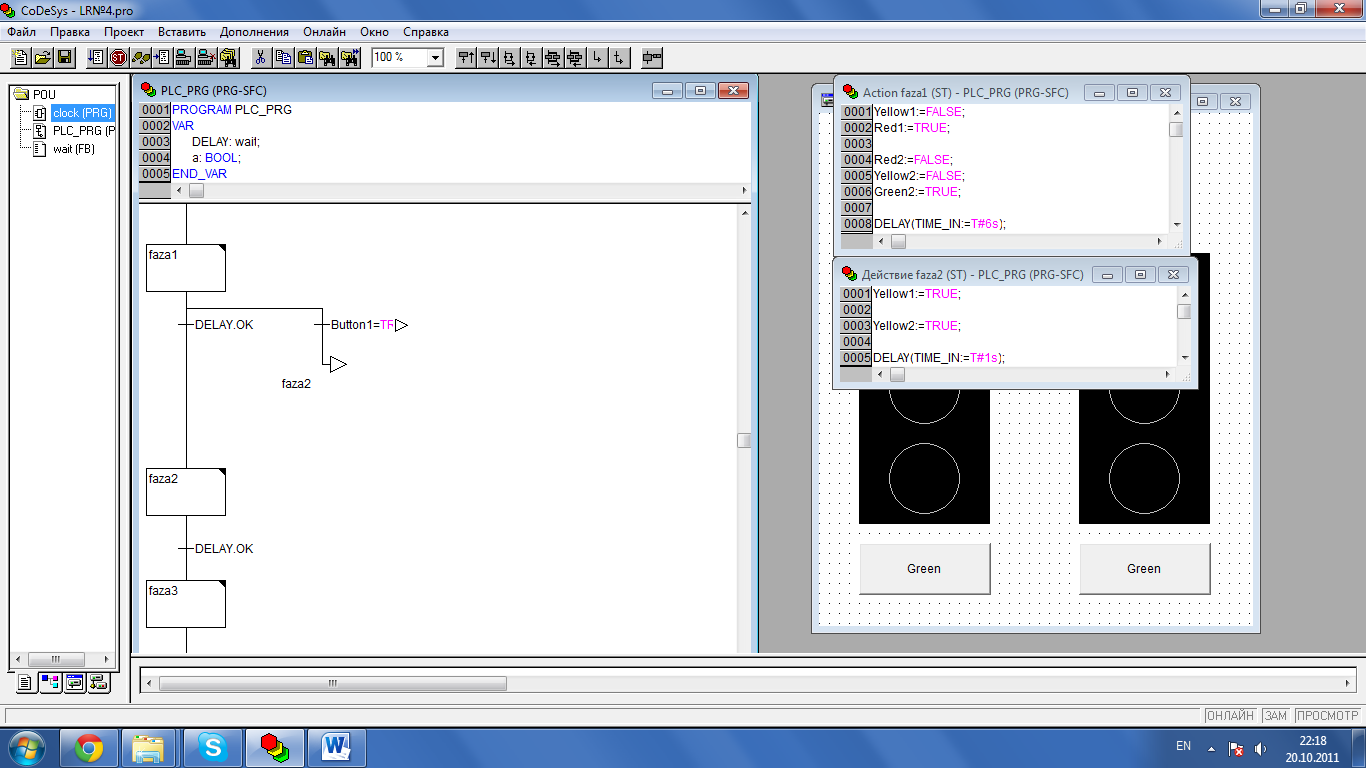 CoDeSys - LRN№4.pro
Файл Правка Проект Вставить Дополнения Онлайн Окно Справка
100 %
POU
clock (PRG)
PLC_PRG (P
wait (FB)
PLC_PRG (PRG-SFC)
0001 PROGRAM PLC_PRG
0002 VAR
0003 DELAY: wait;
0004 a: BOOL;
0005 END_VAR
faza1
DELAY.OK
Button1=TF
faza2
faza2
DELAY.OK
faza3
Action faza1 (ST) - PLC_PRG (PRG-SFC)
0001 Yellow1:=FALSE;
0002 Red1:=TRUE;
0003
0004 Red2:=FALSE;
0005 Yellow2:=FALSE;
0006 Green2:=TRUE;
0007
0008 DELAY(TIME_IN:=T#6s);
Действие faza2 (ST) - PLC_PRG (PRG-SFC)
0001 Yellow1:=TRUE;
0002
0003 Yellow2:=TRUE;
0004
0005 DELAY(TIME_IN:=T#1s);
Green
Green
ОНЛАЙН ЗАМ ПРОСМОТР
EN
22:18
20.10.2011